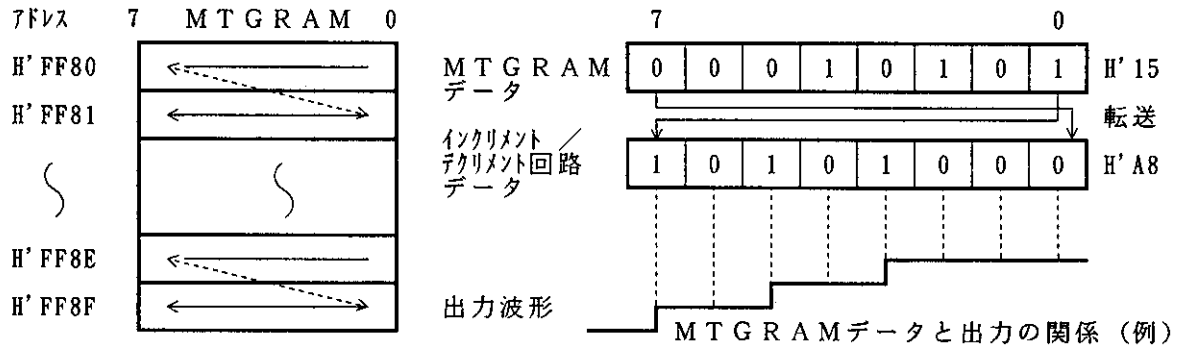 アドレス 7 MTGRAM 0
H'FF80
H'FF81
H'FF8E
H'FF8F
7 0
MTGRAM
データ
0 0 0 1 0 1 0 1 H'15
転送
インクリメント/
デクリメント回路
データ
1 0 1 0 1 0 0 0 H'A8
出力波形
MTGRAMデータと出力の関係 (例)